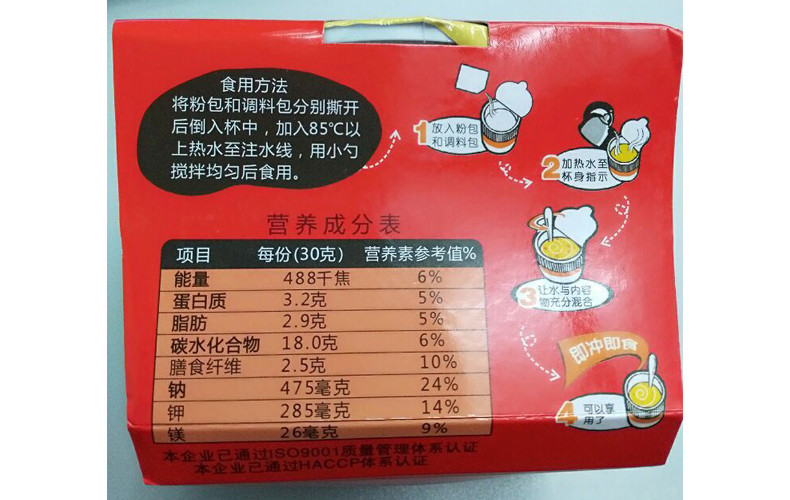 食用方法
将粉包和调料包分别撕开
后倒入杯中，加入85℃以
上热水至注水线，用小勺
搅拌均匀后食用。
1 放入粉包
和调料包
2 加热水至
杯身指示
3 让水与内容
物充分混合
即冲即食
4 可以享
用了
营养成分表
项目 每份(30克) 营养素参考值%
能量 488千焦 6%
蛋白质 3.2克 5%
脂肪 2.9克 5%
碳水化合物 18.0克 6%
膳食纤维 2.5克 10%
钠 475毫克 24%
钾 285毫克 14%
镁 26毫克 9%
本企业已通过ISO9001质量管理体系认证
本企业已通过HACCP体系认证